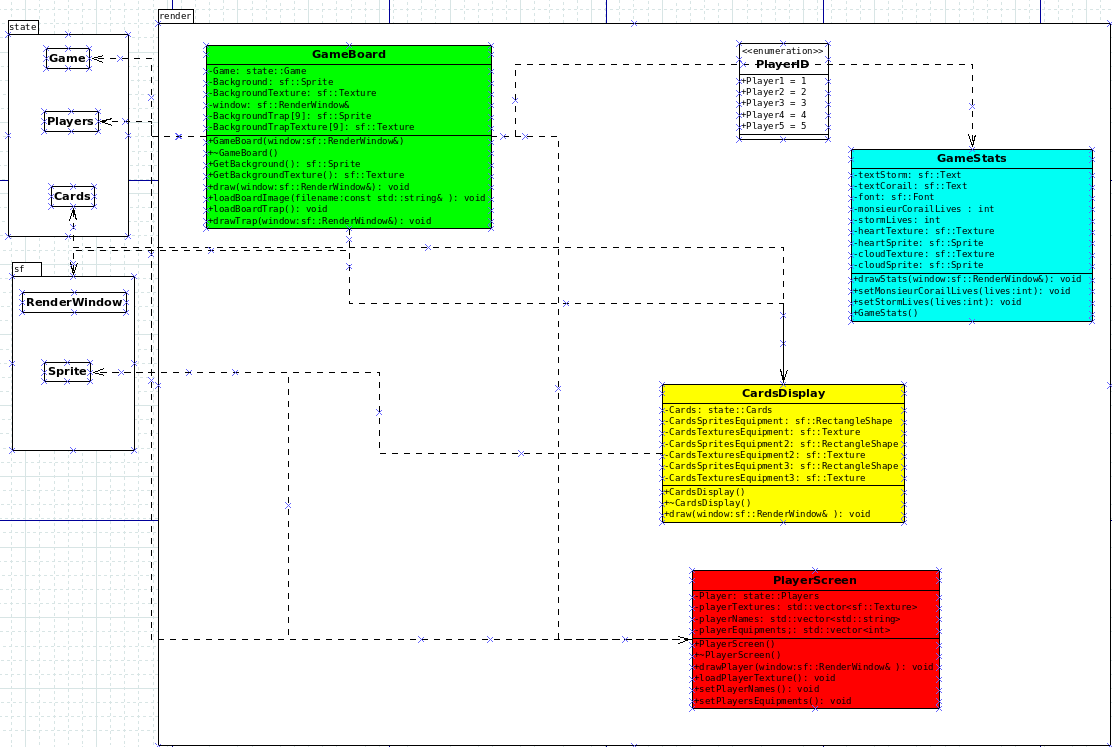 state
Game
Players
Cards
sf
RenderWindow
Sprite
render
GameBoard
-Game: state::Game
-Background: sf::Sprite
-BackgroundTexture: sf::Texture
-window: sf::RenderWindow&
-BackgroundTrap[9]: sf::Sprite
-BackgroundTrapTexture[9]: sf::Texture
+GameBoard(window:sf::RenderWindow&)
+~GameBoard()
+GetBackground(): sf::Sprite
+GetBackgroundTexture(): sf::Texture
+draw(window:sf::RenderWindow&): void
+loadBoardImage(filename:const std::string& ): void
+loadBoardTrap(): void
+drawTrap(window:sf::RenderWindow&): void
<<enumeration>>
PlayerID
+Player1 = 1
+Player2 = 2
+Player3 = 3
+Player4 = 4
+Player5 = 5
GameStats
-textStorm: sf::Text
-textCorail: sf::Text
-font: sf::Font
-monsieurCorailLives : int
-stormLives: int
-heartTexture: sf::Texture
-heartSprite: sf::Sprite
-cloudTexture: sf::Texture
-cloudSprite: sf::Sprite
+drawStats(window:sf::RenderWindow&): void
+setMonsieurCorailLives(lives:int): void
+setStormLives(lives:int): void
+GameStats()
CardsDisplay
-Cards: state::Cards
-CardsSpritesEquipment: sf::RectangleShape
-CardsTexturesEquipment: sf::Texture
-CardsSpritesEquipment2: sf::RectangleShape
-CardsTexturesEquipment2: sf::Texture
-CardsSpritesEquipment3: sf::RectangleShape
-CardsTexturesEquipment3: sf::Texture
+CardsDisplay()
+~CardsDisplay()
+draw(window:sf::RenderWindow& ): void
PlayerScreen
-Player: state::Players
-playerTextures: std::vector<sf::Texture>
-playerNames: std::vector<std::string>
-playerEquipments;: std::vector<int>
+PlayerScreen()
+~PlayerScreen()
+drawPlayer(window:sf::RenderWindow& ): void
+loadPlayerTexture(): void
+setPlayerNames(): void
+setPlayersEquipments(): void